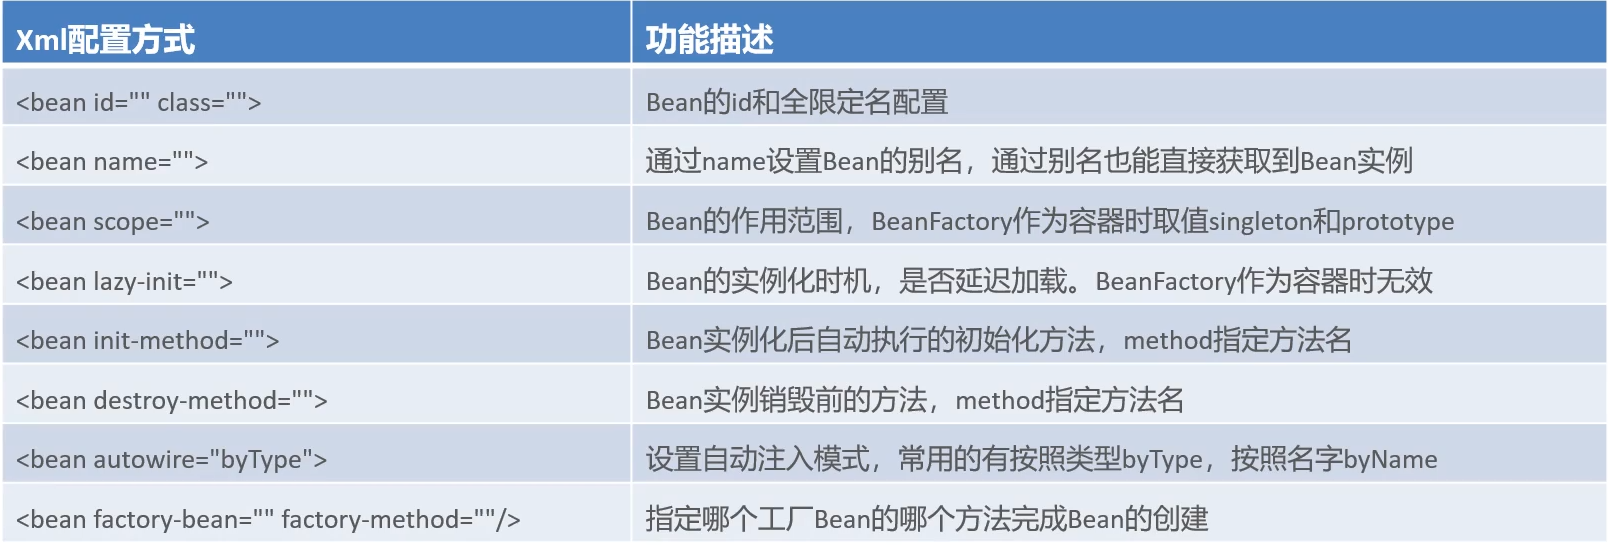 Xml配置方式 功能描述
<bean id="" class=""> Bean的id和全限定名配置
<bean name=""> 通过name设置Bean的别名，通过别名也能直接获取到Bean实例
<bean scope=""> Bean的作用范围，BeanFactory作为容器时取值singleton和prototype
<bean lazy-init=""> Bean的实例化时机，是否延迟加载。BeanFactory作为容器时无效
<bean init-method=""> Bean实例化后自动执行的初始化方法，method指定方法名
<bean destroy-method=""> Bean实例销毁前的方法，method指定方法名
<bean autowire="byType"> 设置自动注入模式，常用的有按照类型byType，按照名字byName
<bean factory-bean="" factory-method=""/> 指定哪个工厂Bean的哪个方法完成Bean的创建